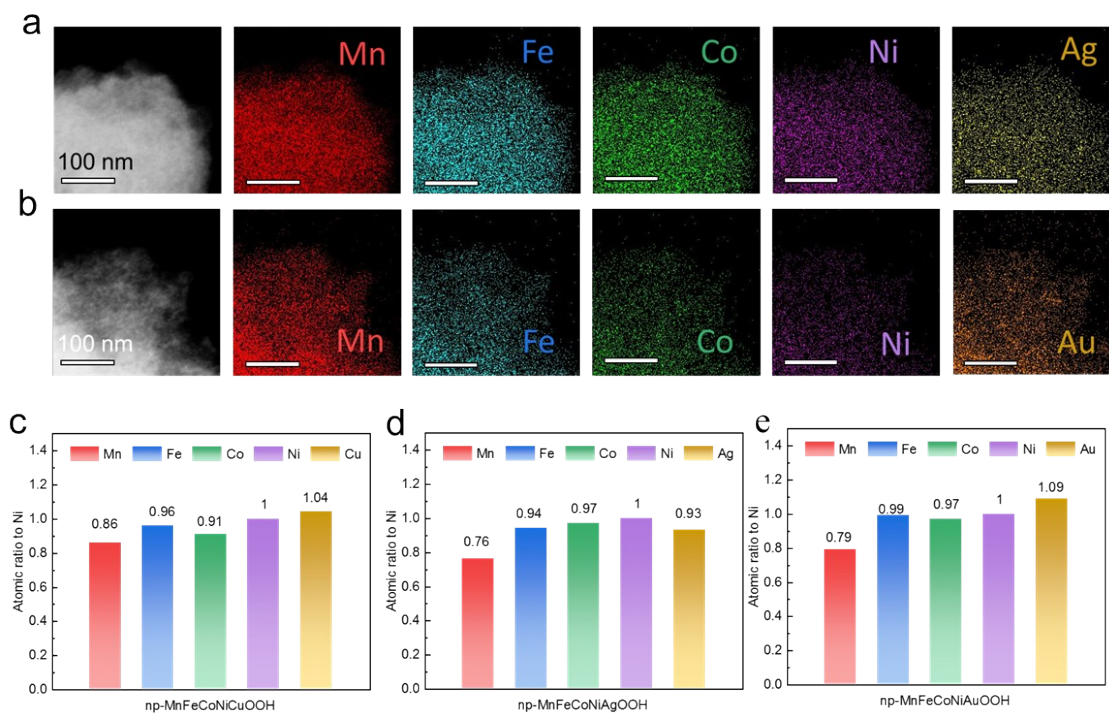 a
Mn
Fe
Co
Ni
Ag
100 nm
b
100 nm
Mn
Fe
Co
Ni
Au
c
Atomic ratio to Ni
1.4
1.2
1.0
0.8
0.6
0.4
0.2
0.0
Mn Fe Co Ni Cu
0.86
0.96
0.91
1
1.04
np-MnFeCoNiCuOOH
d
Atomic ratio to Ni
1.4
1.2
1.0
0.8
0.6
0.4
0.2
0.0
Mn Fe Co Ni Ag
0.76
0.94
0.97
1
0.93
np-MnFeCoNiAgOOH
e
Atomic ratio to Ni
1.4
1.2
1.0
0.8
0.6
0.4
0.2
0.0
Mn Fe Co Ni Au
0.79
0.99
0.97
1
1.09
np-MnFeCoNiAuOOH